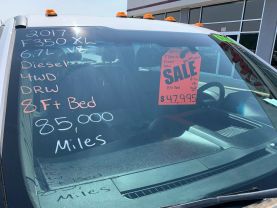 2017
F350 XL
6.7L V8
Diesel
4WD
DRW
8 Ft Bed
85,000
Miles
SALE
$47,995
Miles